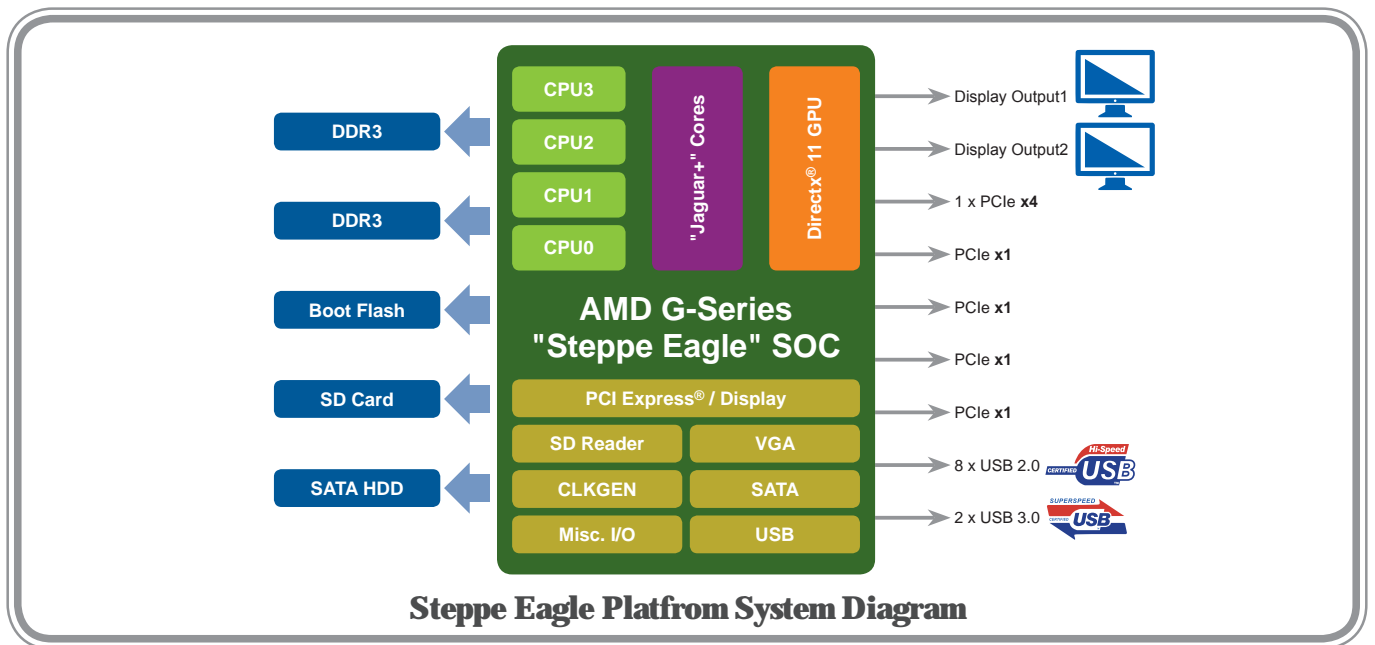 DDR3
DDR3
Boot Flash
SD Card
SATA HDD
CPU3
CPU2
CPU1
CPU0
"Jaguar+" Cores
Directx® 11 GPU
AMD G-Series
"Steppe Eagle" SOC
PCI Express® / Display
SD Reader
VGA
CLKGEN
SATA
Misc. I/O
USB
Display Output1
Display Output2
1 x PCIe x4
PCIe x1
PCIe x1
PCIe x1
PCIe x1
8 x USB 2.0
Hi-Speed
CERTIFIED
USB
2 x USB 3.0
SUPERSPEED
CERTIFIED
USB
Steppe Eagle Platfrom System Diagram